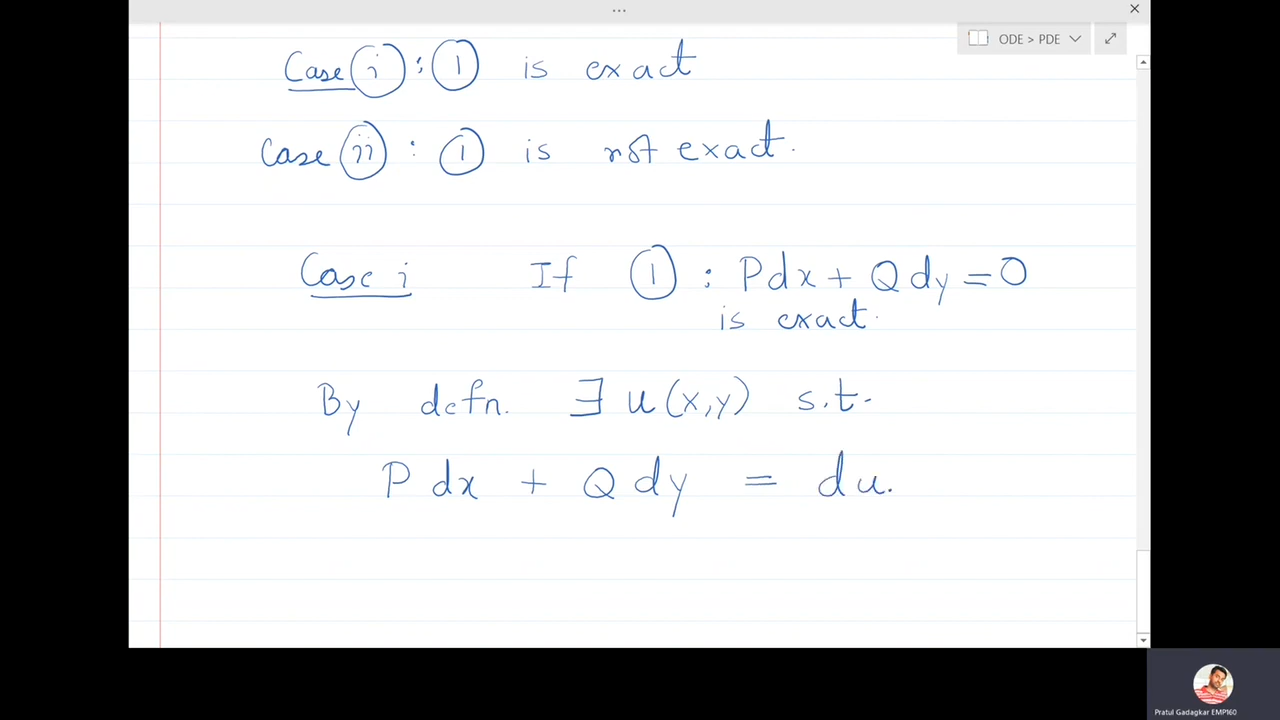 ...
ODE > PDE
Case (i) : (1) is exact
Case (ii) : (1) is not exact.
Case i If (1) : Pdx + Qdy = 0
is exact.
By defn. ∃ u(x,y) s.t.
P dx + Q dy = du.
Pratul Gadagkar EMP160